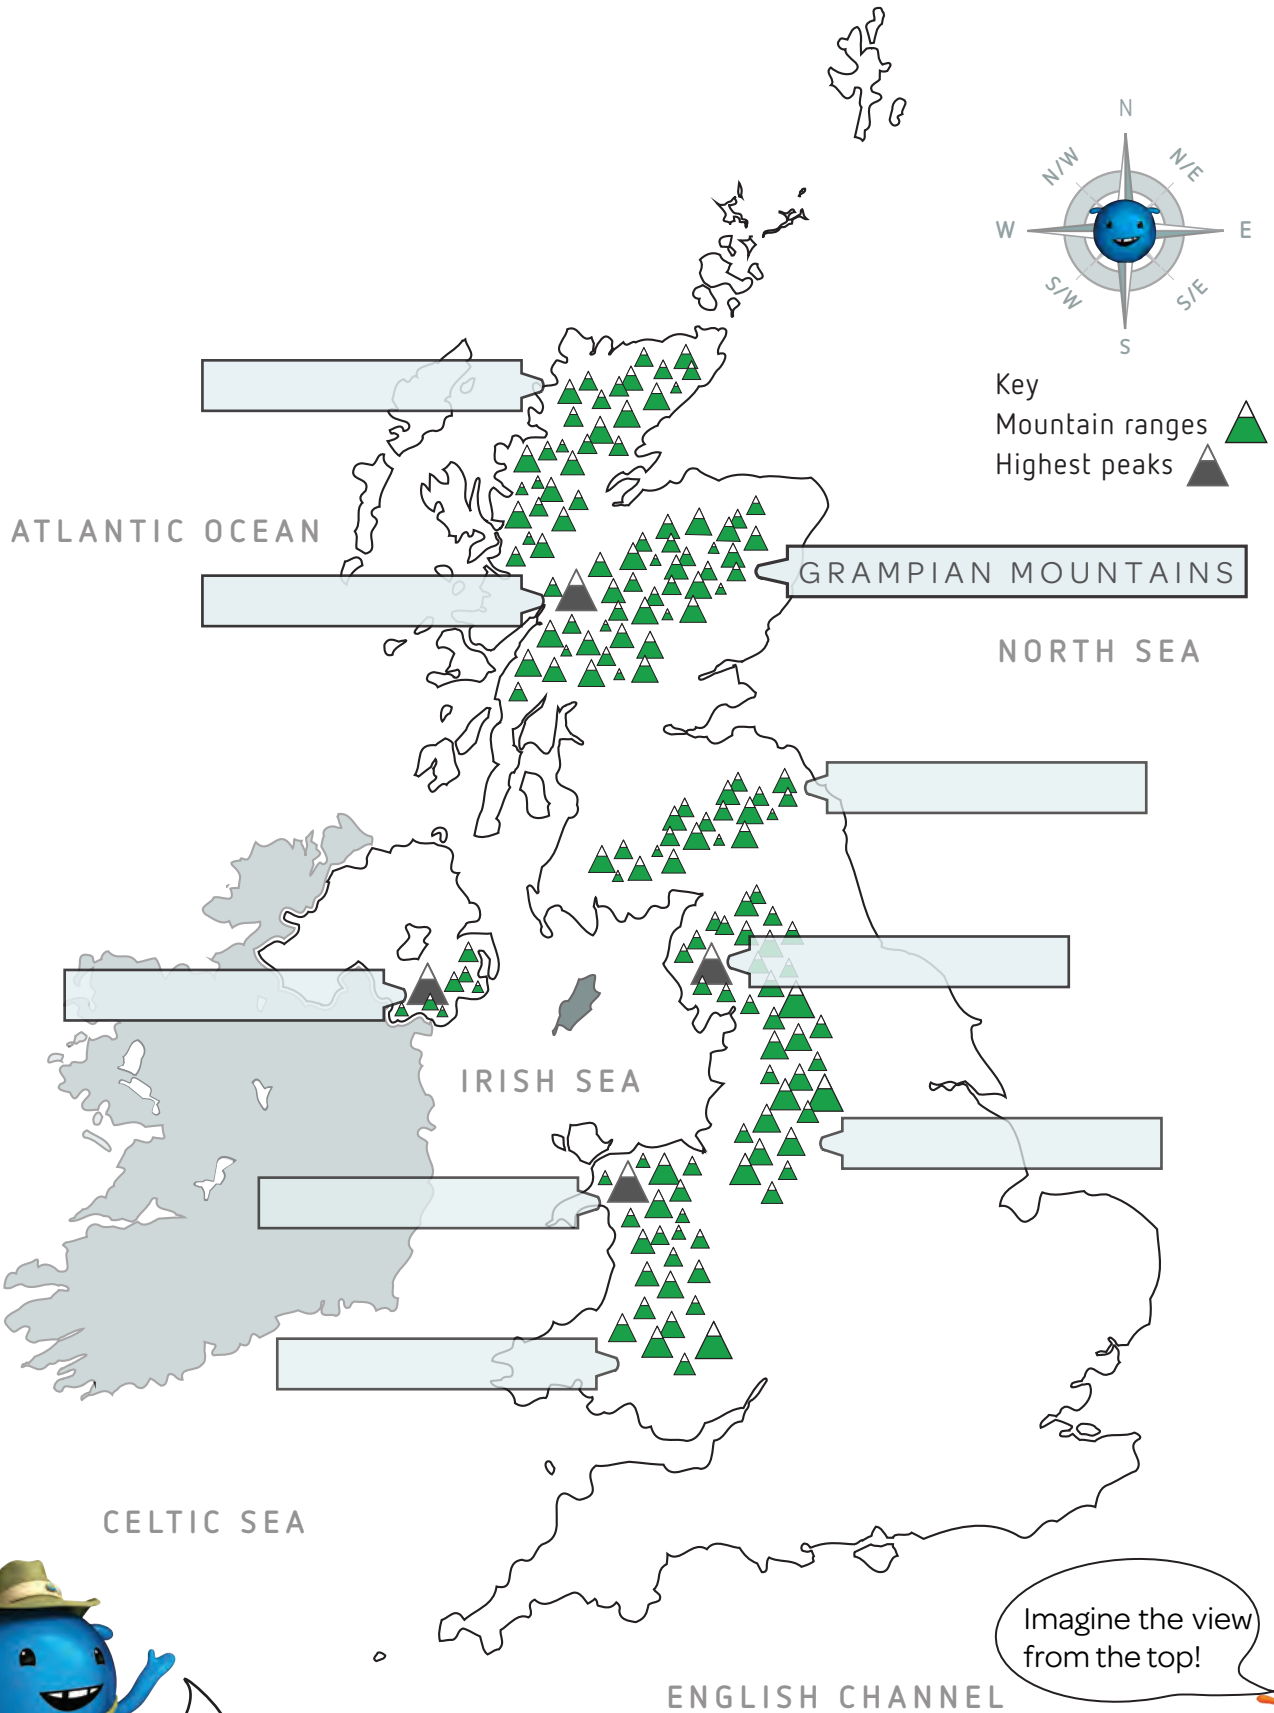 N
N/W
N/E
W
E
S/W
S/E
S
Key
Mountain ranges
Highest peaks
ATLANTIC OCEAN
GRAMPIAN MOUNTAINS
NORTH SEA
IRISH SEA
CELTIC SEA
Imagine the view
from the top!
ENGLISH CHANNEL